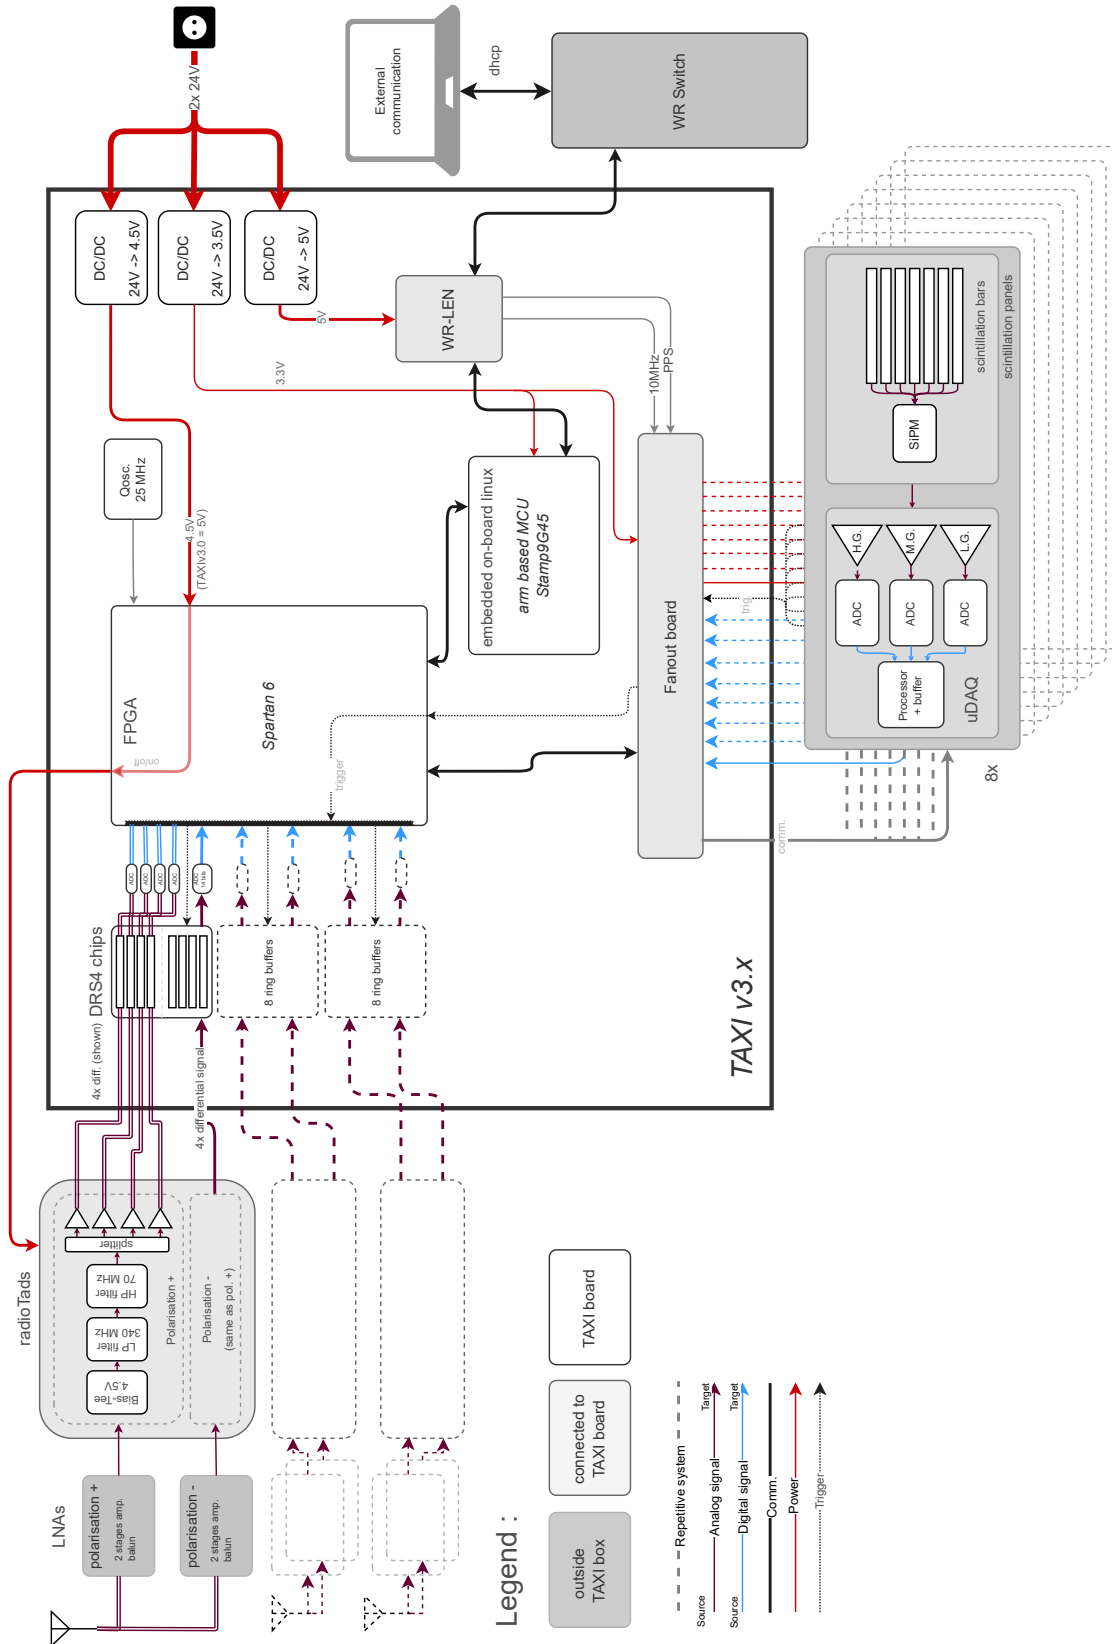 2x 24V
External
communication
dhcp
WR Switch
DC/DC
24V -> 4.5V
DC/DC
24V -> 3.5V
DC/DC
24V -> 5V
5V
WR-LEN
3.3V
10MHz
PPS
Qosc.
25 MHz
4.5V
(TAXIv3.0 = 5V)
embedded on-board linux
arm based MCU
Stamp9G45
FPGA
Spartan 6
on/off
trigger
Fanout board
trig.
comm.
scintillation bars
scintillation panels
SiPM
H.G.
M.G.
L.G.
ADC
ADC
ADC
Processor
+ buffer
uDAQ
8x
ADC
ADC
ADC
ADC
ADC
14 bits
DRS4 chips
8 ring buffers
8 ring buffers
4x diff. (shown)
4x differential signal
TAXI v3.x
radioTads
splitter
HP filter
70 MHz
LP filter
340 MHz
Bias-Tee
4.5V
Polarisation +
Polarisation -
(same as pol. +)
LNAs
polarisation +
2 stages amp.
balun
polarisation -
2 stages amp.
balun
Legend :
TAXI board
connected to
TAXI board
outside
TAXI box
Repetitive system
Source
Analog signal
Target
Source
Digital signal
Target
Comm.
Power
Trigger